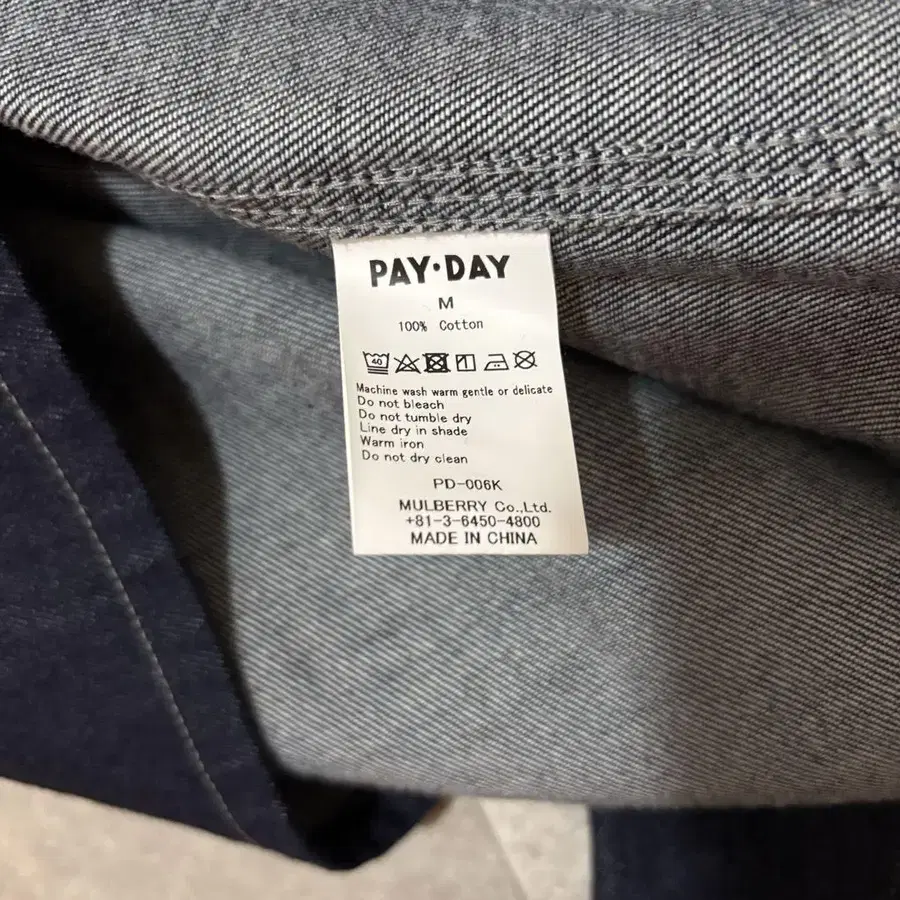 PAY·DAY
M
100% Cotton
40
Machine wash warm gentle or delicate
Do not bleach
Do not tumble dry
Line dry in shade
Warm iron
Do not dry clean
PD-006K
MULBERRY Co.,Ltd.
+81-3-6450-4800
MADE IN CHINA